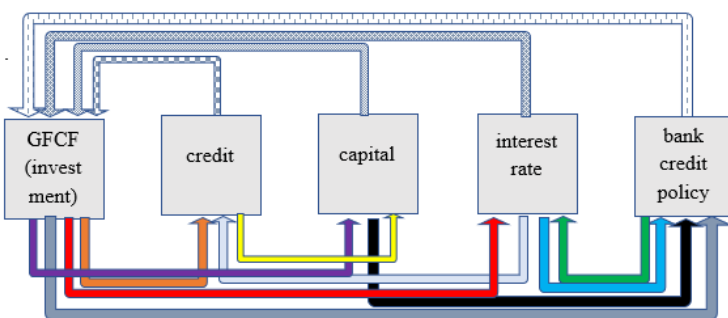 GFCF
(invest
ment)
credit
capital
interest
rate
bank
credit
policy